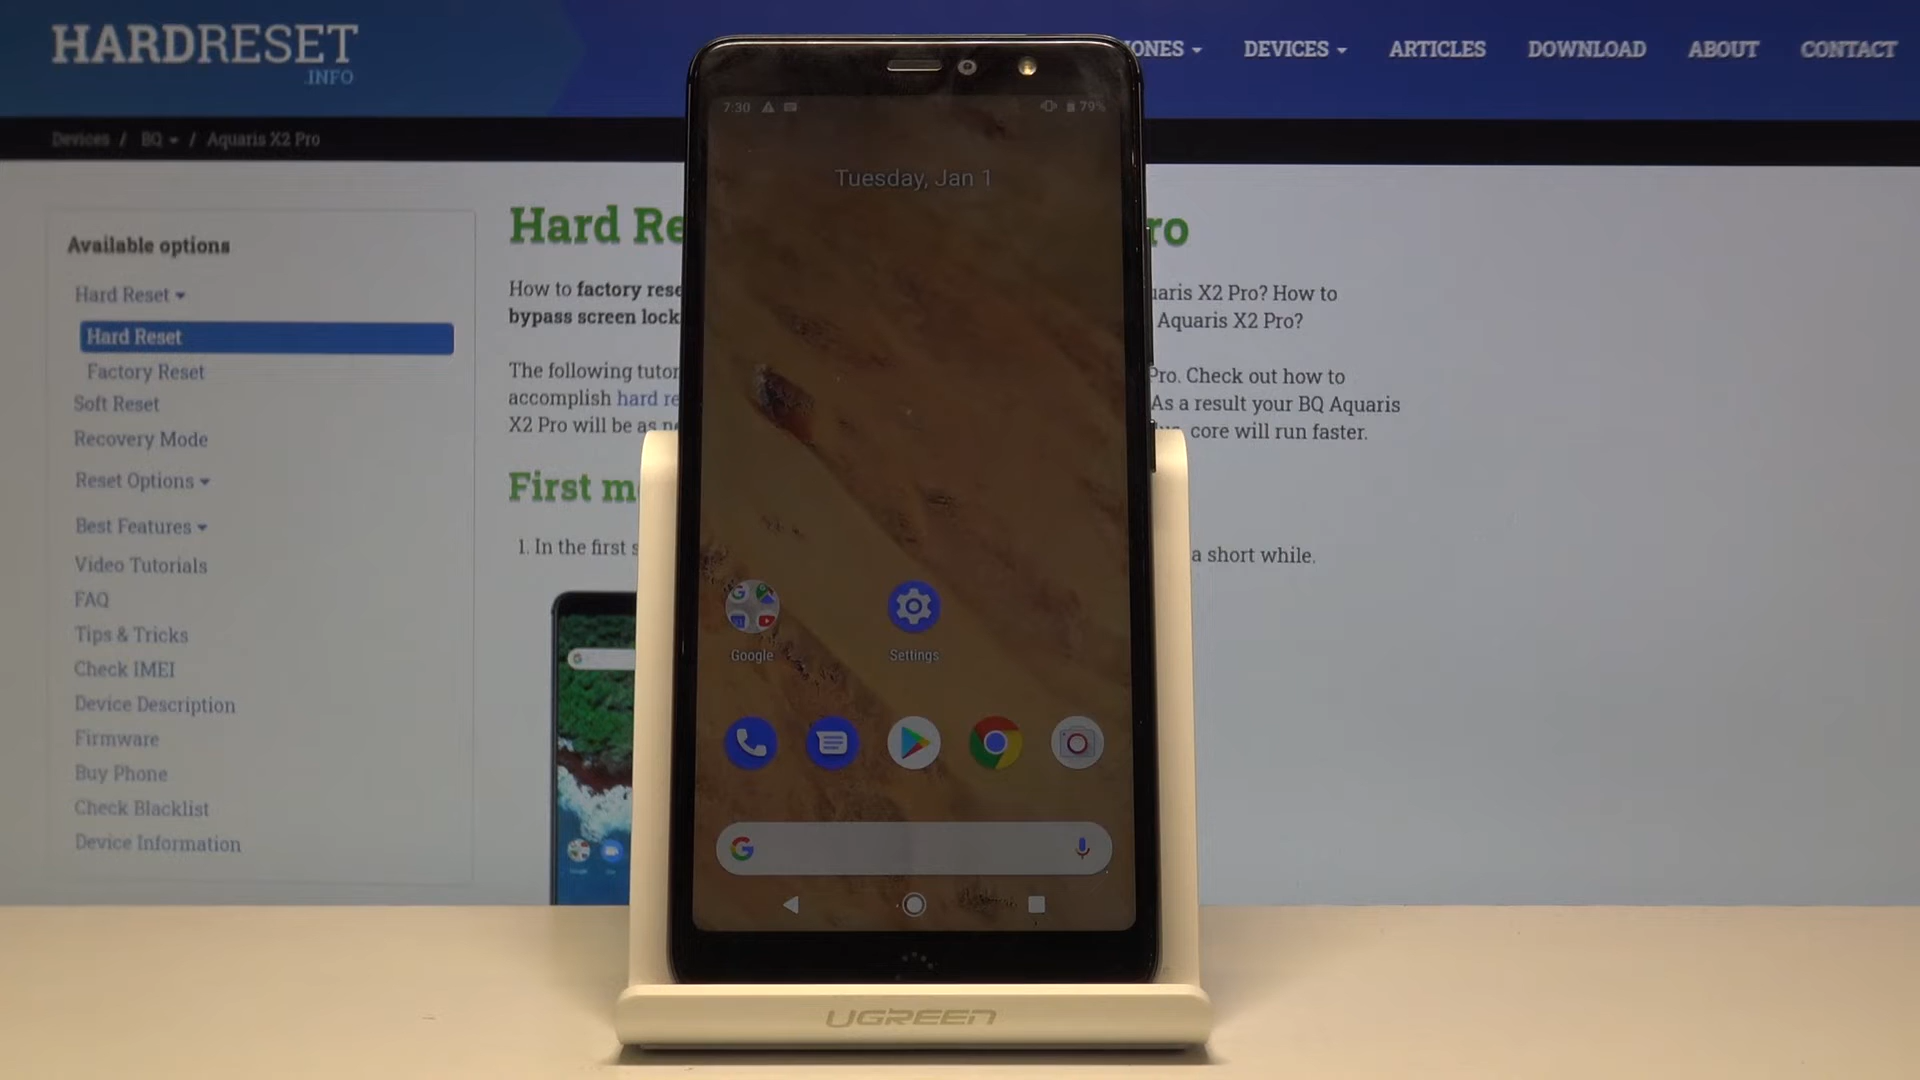 HARDRESET
.INFO
DEVICES
ARTICLES
DOWNLOAD
ABOUT
CONTACT
Devices / BQ / Aquaris X2 Pro
Available options
Hard Reset
Hard Reset
Factory Reset
Soft Reset
Recovery Mode
Reset Options
Best Features
Video Tutorials
FAQ
Tips & Tricks
Check IMEI
Device Description
Firmware
Buy Phone
Check Blacklist
Device Information
Hard Re
ro
How to factory rese
aris X2 Pro? How to
bypass screen lock
Aquaris X2 Pro?
The following tutor
Pro. Check out how to
accomplish hard re
As a result your BQ Aquaris
X2 Pro will be as ne
core will run faster.
First m
1. In the first s
a short while.
7:30
79%
Tuesday, Jan 1
Google
Settings
UGREEN